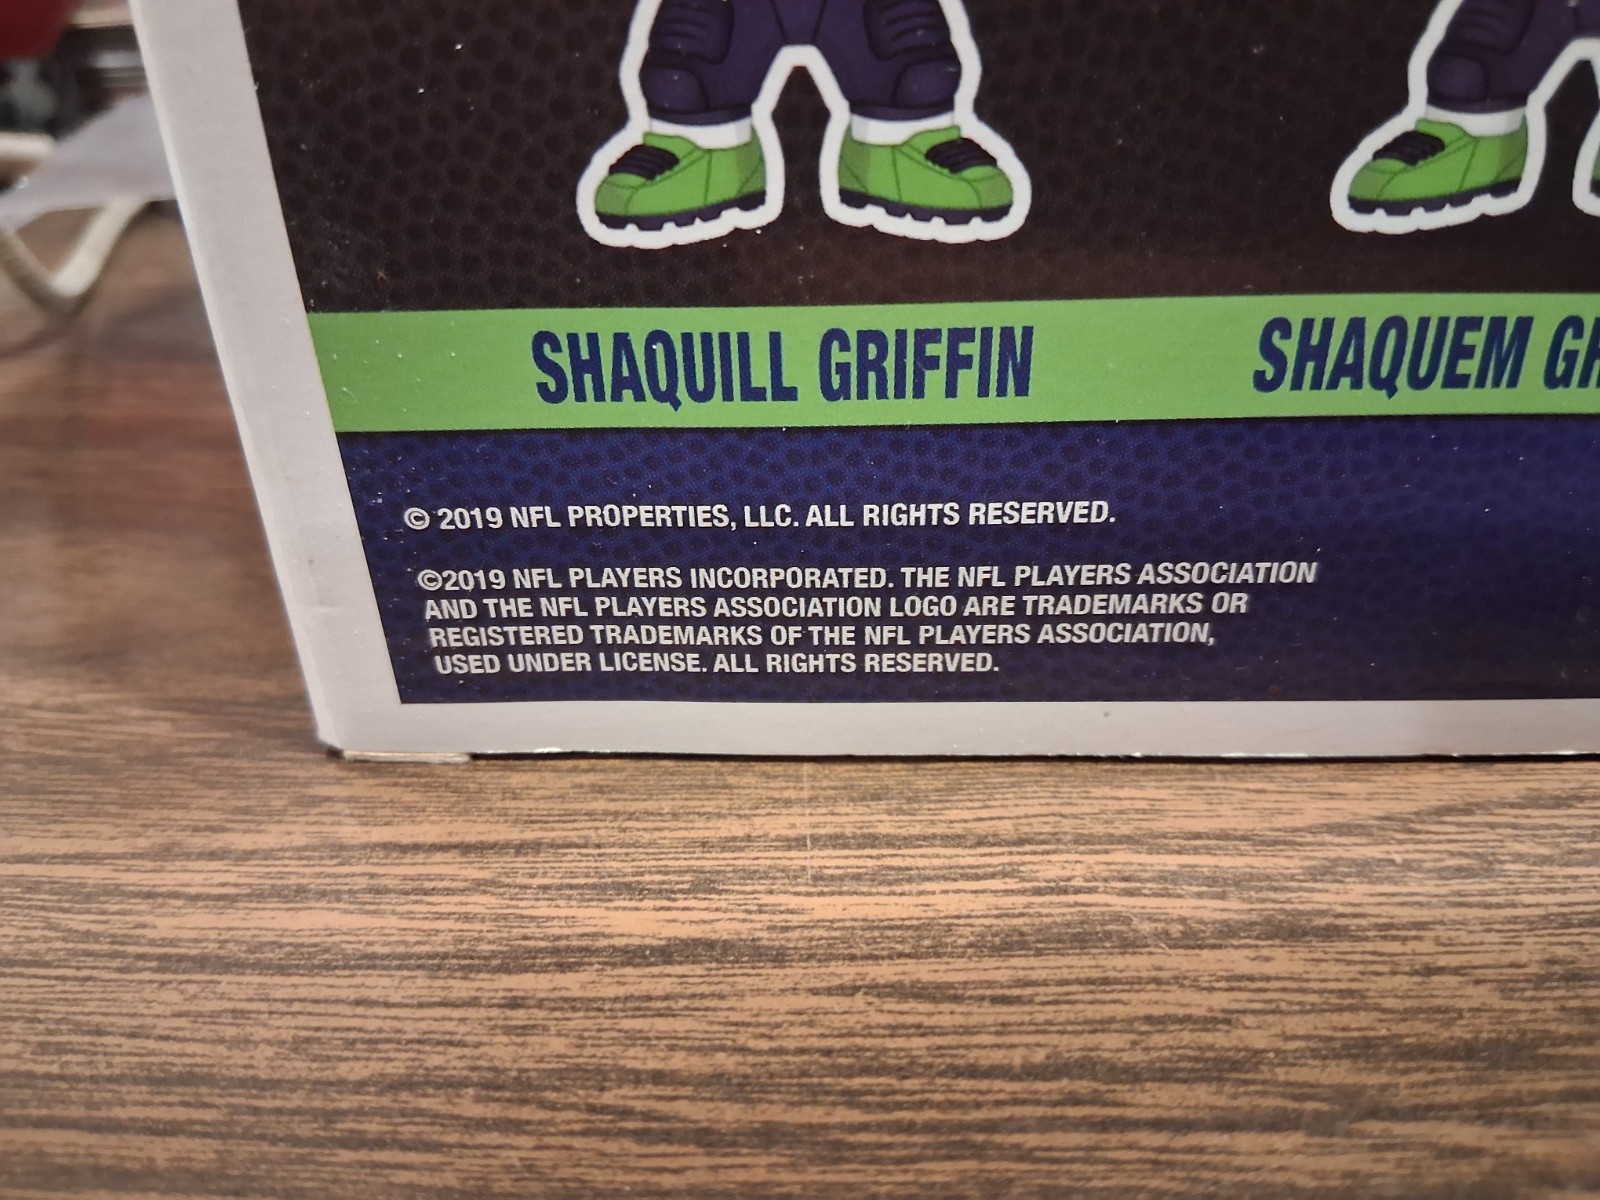 SHAQUILL GRIFFIN SHAQUEM
© 2019 NFL PROPERTIES, LLC. ALL RIGHTS RESERVED.
©2019 NFL PLAYERS INCORPORATED. THE NFL PLAYERS ASSOCIATION
AND THE NFL PLAYERS ASSOCIATION LOGO ARE TRADEMARKS OR
REGISTERED TRADEMARKS OF THE NFL PLAYERS ASSOCIATION,
USED UNDER LICENSE. ALL RIGHTS RESERVED.